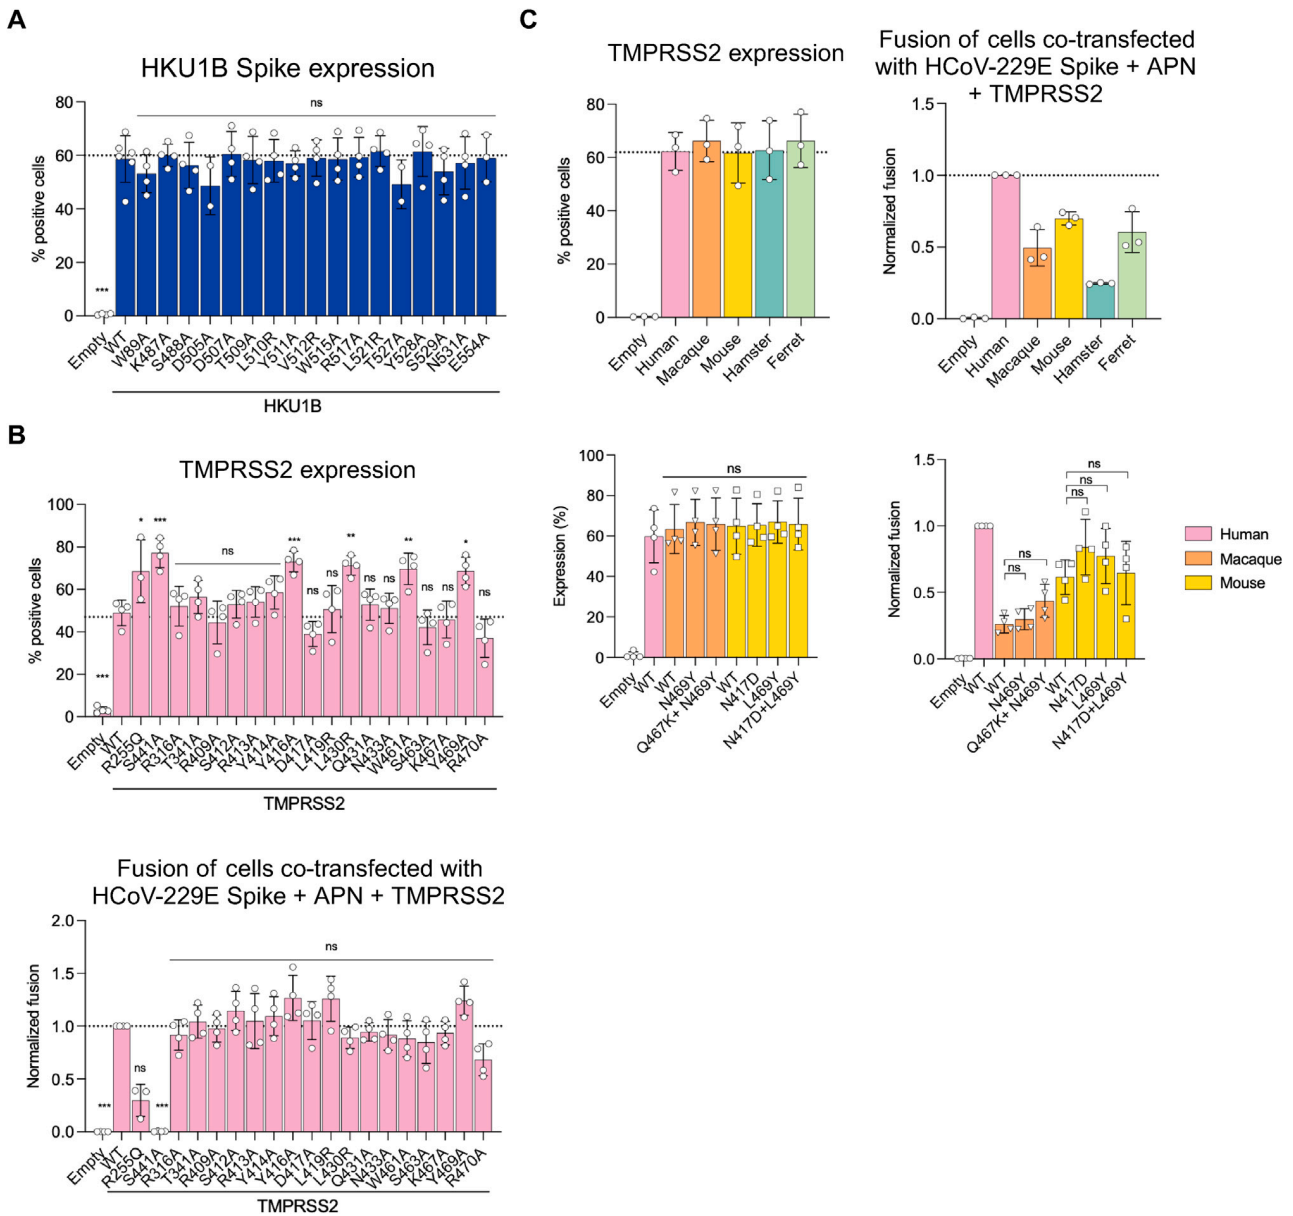 A
HKU1B Spike expression
% positive cells
80
60
40
20
0
ns
***
Empty
WT
W89A
K487A
S488A
D505A
D507A
T509A
L510R
Y511A
V512R
W515A
R517A
L521R
T527A
Y528A
S529A
N531A
E554A
HKU1B
B
TMPRSS2 expression
% positive cells
100
80
60
40
20
0
***
*
***
ns
***
ns
ns
**
ns
ns
**
ns
ns
*
ns
Empty
WT
R255Q
S441A
R316A
T341A
R409A
S412A
R413A
Y414A
Y416A
D417A
L419R
L430R
Q431A
N433A
W461A
S463A
K467A
Y469A
R470A
TMPRSS2
Fusion of cells co-transfected with
HCoV-229E Spike + APN + TMPRSS2
Normalized fusion
2.0
1.5
1.0
0.5
0.0
***
ns
***
ns
Empty
WT
R255Q
S441A
R316A
T341A
R409A
S412A
R413A
Y414A
Y416A
D417A
L419R
L430R
Q431A
N433A
W461A
S463A
K467A
Y469A
R470A
TMPRSS2
C
TMPRSS2 expression
% positive cells
80
60
40
20
0
Empty
Human
Macaque
Mouse
Hamster
Ferret
Fusion of cells co-transfected
with HCoV-229E Spike + APN
+ TMPRSS2
Normalized fusion
1.5
1.0
0.5
0.0
Empty
Human
Macaque
Mouse
Hamster
Ferret
Expression (%)
100
80
60
40
20
0
ns
Empty
WT
WT
N469Y
Q467K+ N469Y
WT
N417D
L469Y
N417D+L469Y
Normalized fusion
1.5
1.0
0.5
0.0
ns
ns
ns
ns
ns
Empty
WT
WT
N469Y
Q467K+ N469Y
WT
N417D
L469Y
N417D+L469Y
Human
Macaque
Mouse